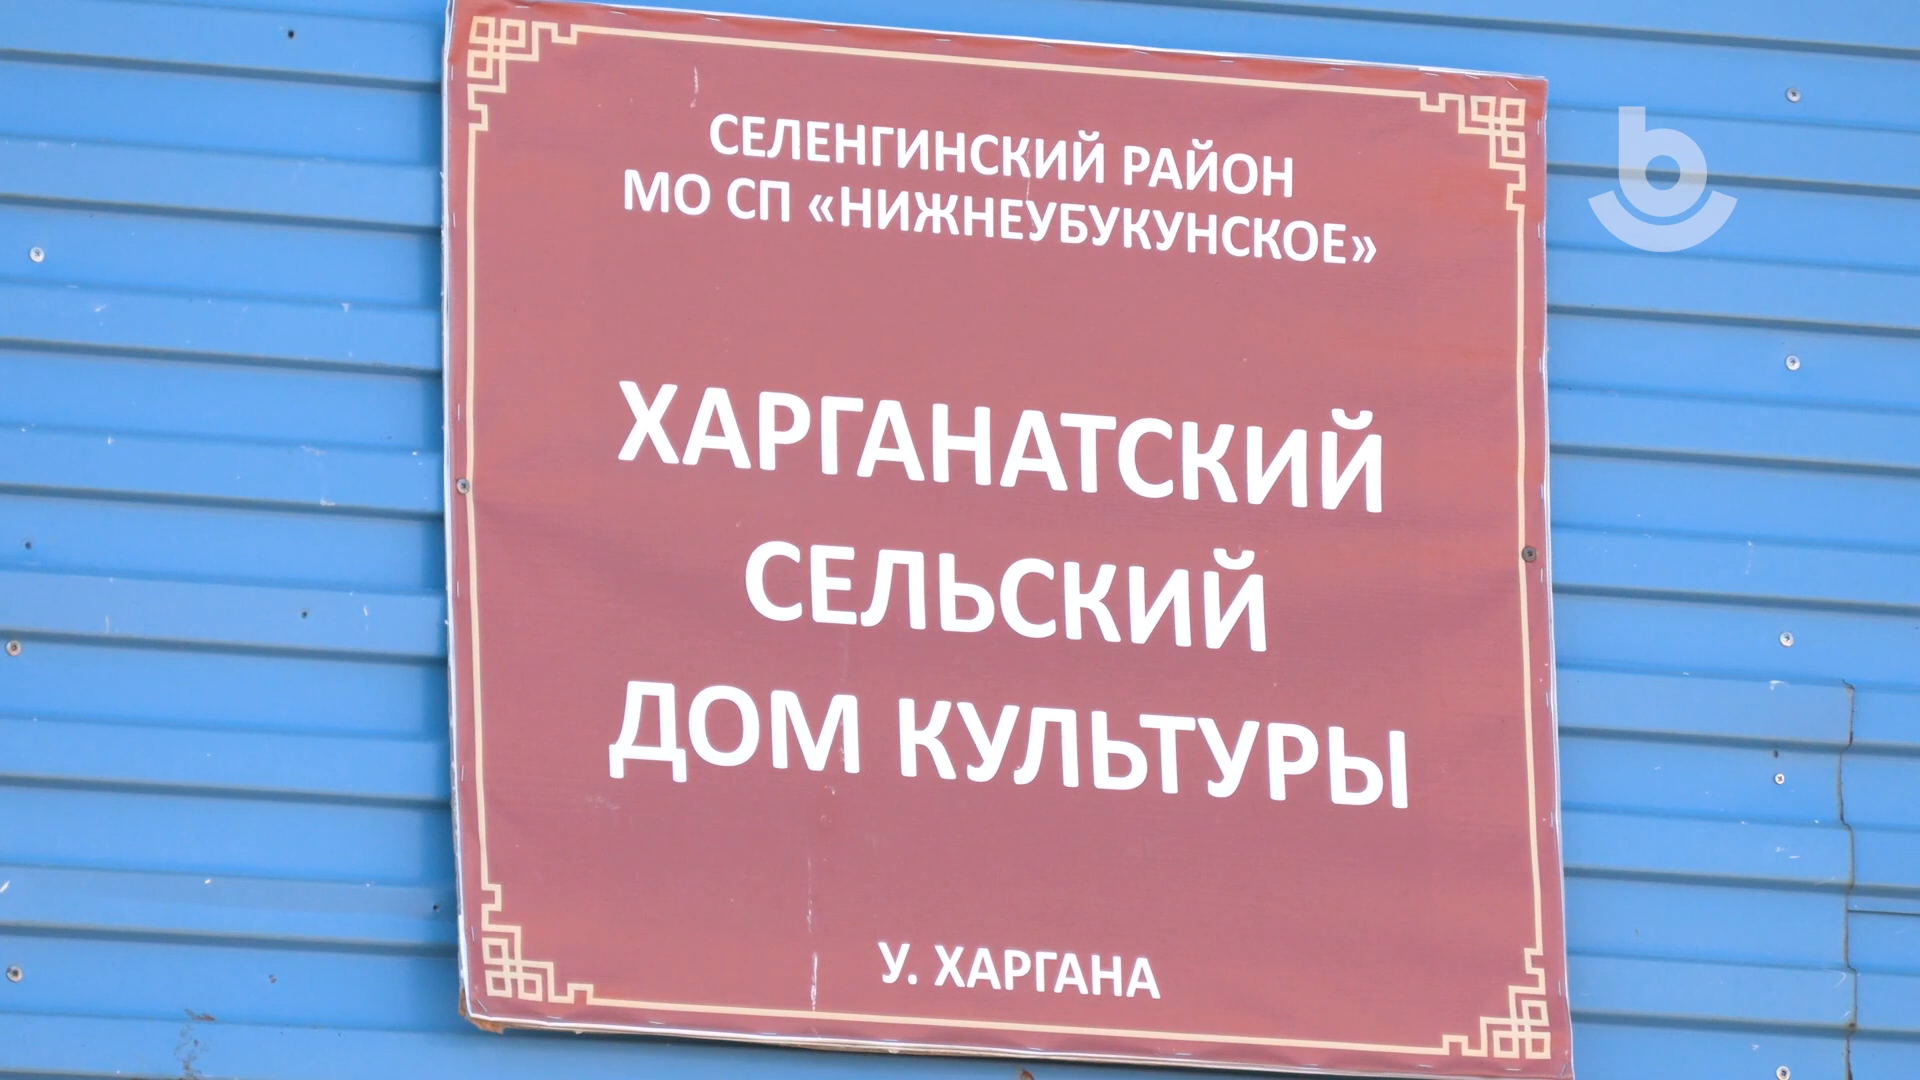 СЕЛЕНГИНСКИЙ РАЙОН
МО СП «НИЖНЕУБУКУНСКОЕ»
ХАРГАНАТСКИЙ
СЕЛЬСКИЙ
ДОМ КУЛЬТУРЫ
У. ХАРГАНА
b